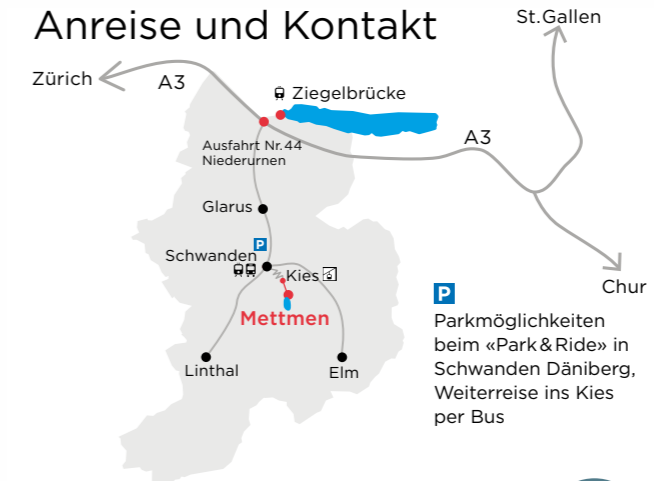 Anreise und Kontakt
St.Gallen
Zürich
A3
Ziegelbrücke
A3
Ausfahrt Nr.44
Niederurnen
Glarus
P
Schwanden
Kies
Chur
Mettmen
Linthal
Elm
P
Parkmöglichkeiten
beim «Park & Ride» in
Schwanden Däniberg,
Weiterreise ins Kies
per Bus